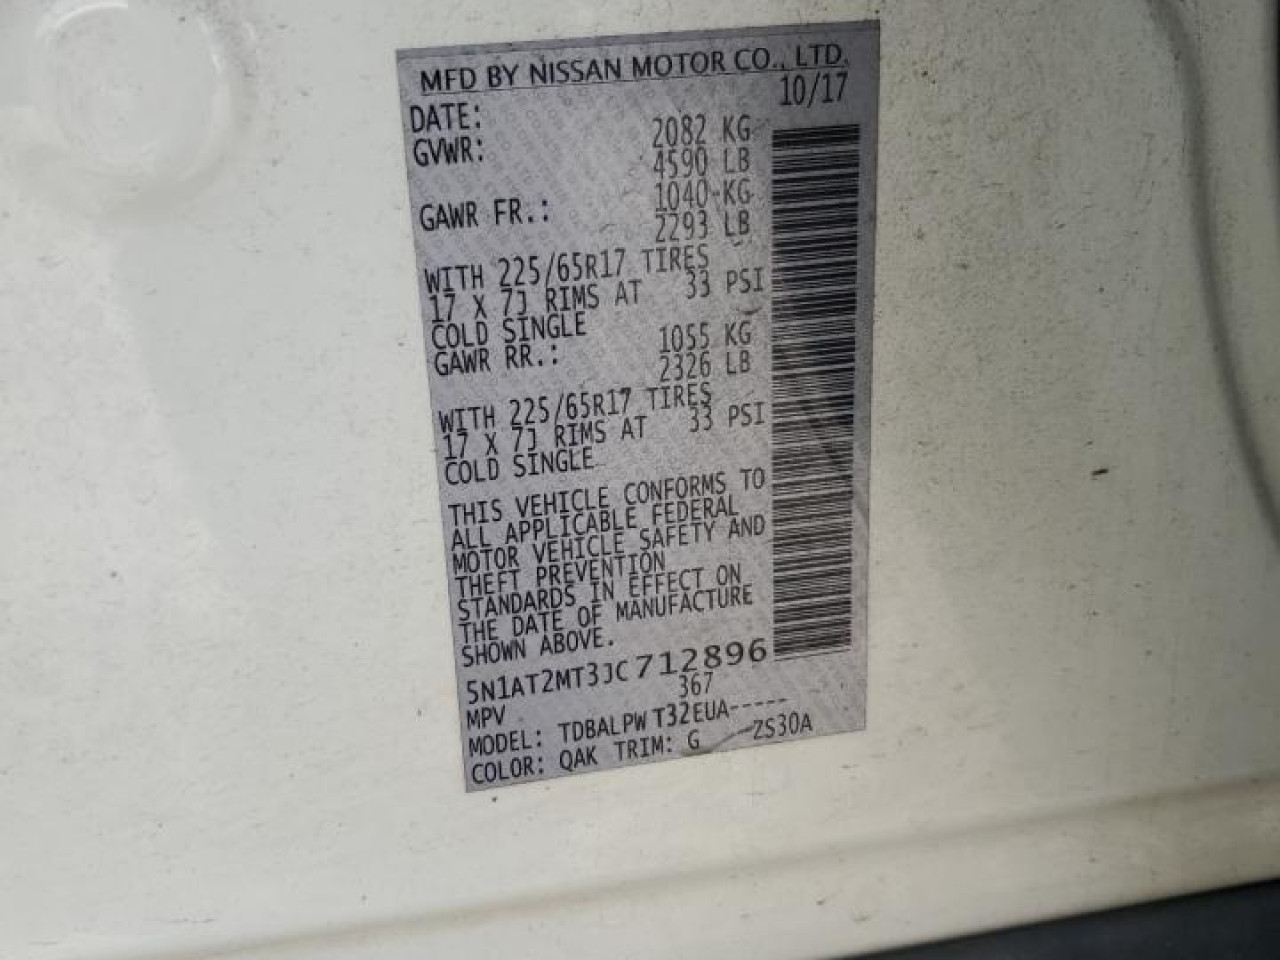 MFD BY NISSAN MOTOR CO., LTD.
DATE: 10/17
GVWR: 2082 KG
4590 LB
GAWR FR.: 1040 KG
2293 LB
WITH 225/65R17 TIRES
17 X 7J RIMS AT 33 PSI
COLD SINGLE
GAWR RR.: 1055 KG
2326 LB
WITH 225/65R17 TIRES
17 X 7J RIMS AT 33 PSI
COLD SINGLE
THIS VEHICLE CONFORMS TO
ALL APPLICABLE FEDERAL
MOTOR VEHICLE SAFETY AND
THEFT PREVENTION
STANDARDS IN EFFECT ON
THE DATE OF MANUFACTURE
SHOWN ABOVE.
5N1AT2MT3JC712896
MPV 367
MODEL: TDBALPW T32EUA-----
COLOR: QAK TRIM: G ZS30A